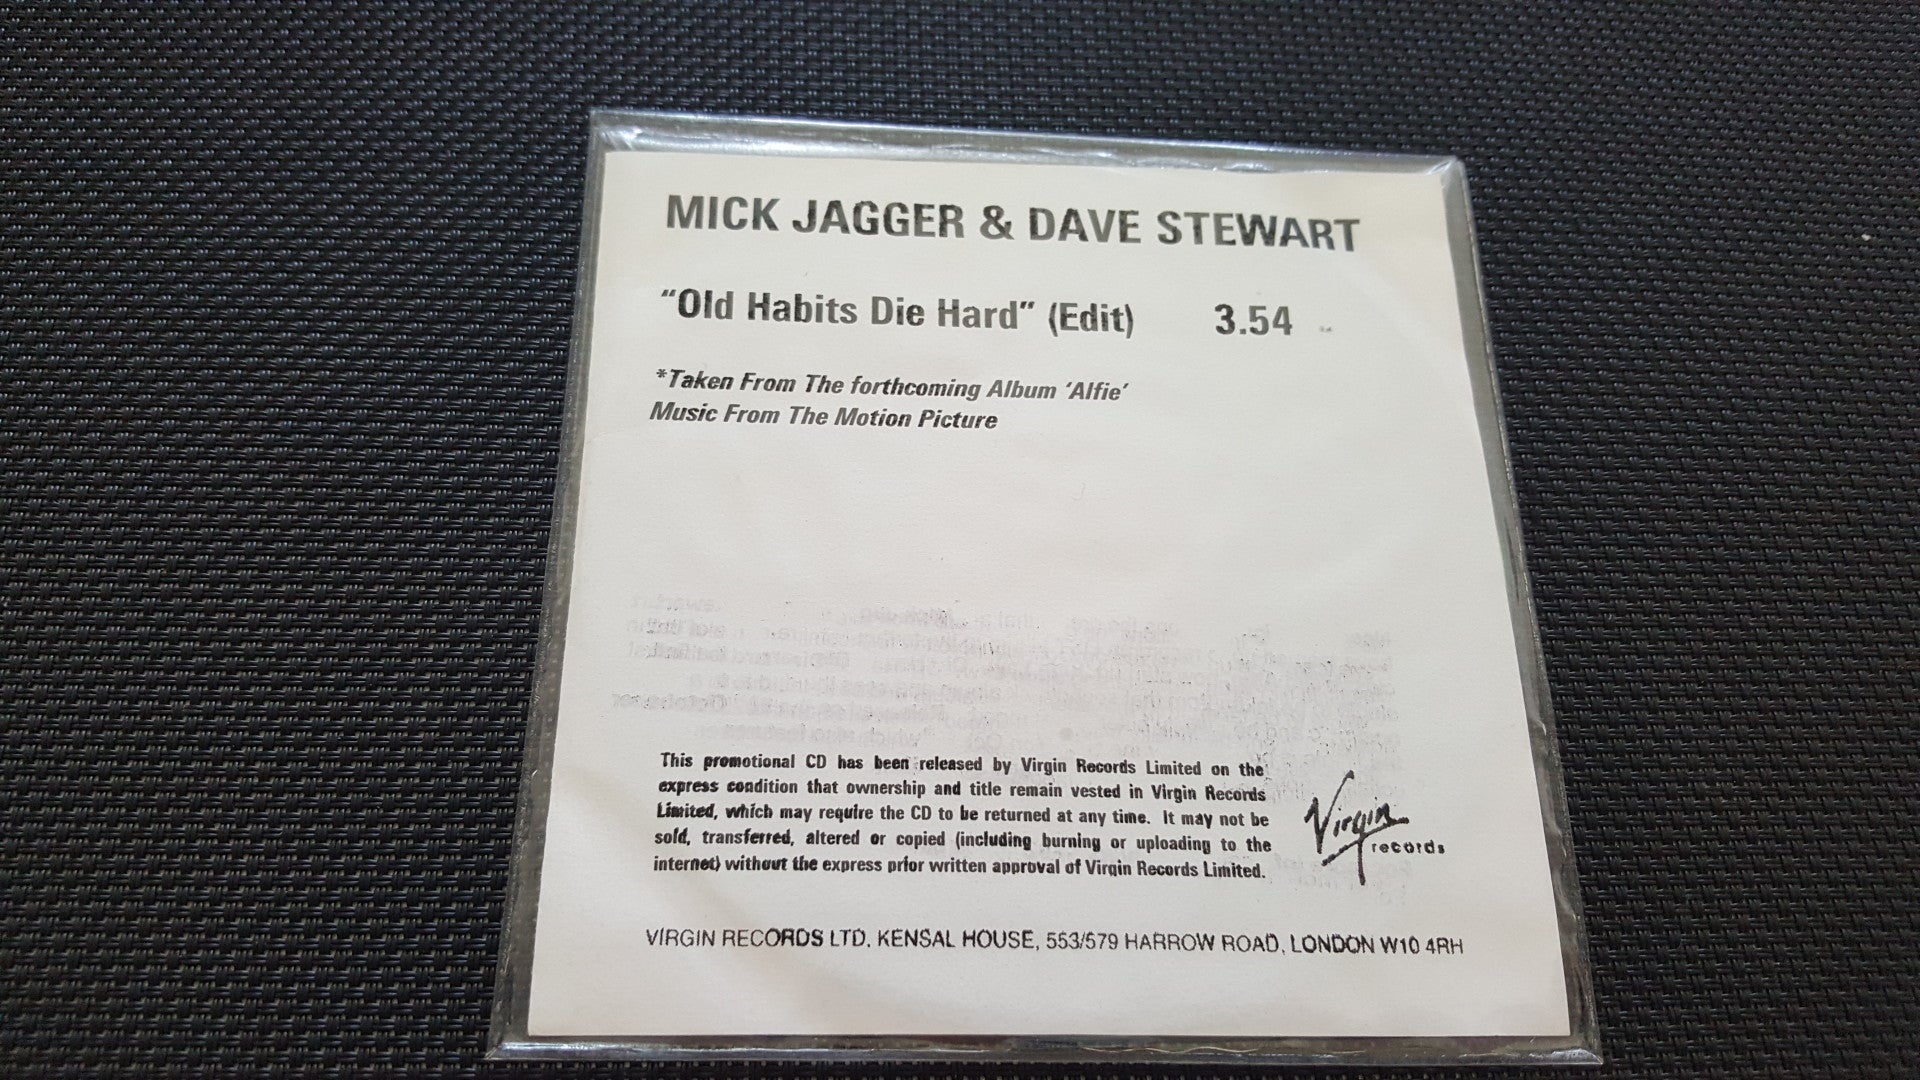 MICK JAGGER & DAVE STEWART
"Old Habits Die Hard" (Edit) 3.54
*Taken From The forthcoming Album 'Alfie'
Music From The Motion Picture
This promotional CD has been released by Virgin Records Limited on the
express condition that ownership and title remain vested in Virgin Records
Limited, which may require the CD to be returned at any time. It may not be
sold, transferred, altered or copied (including burning or uploading to the
internet) without the express prior written approval of Virgin Records Limited.
Virgin
records
VIRGIN RECORDS LTD, KENSAL HOUSE, 553/579 HARROW ROAD, LONDON W10 4RH